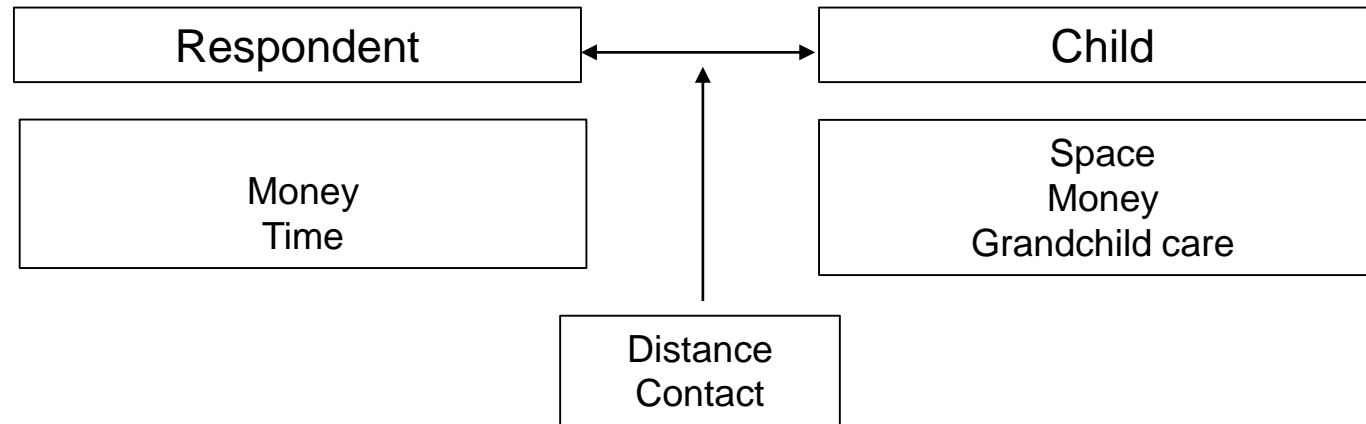 Respondent
Child
Money
Time
Space
Money
Grandchild care
Distance
Contact